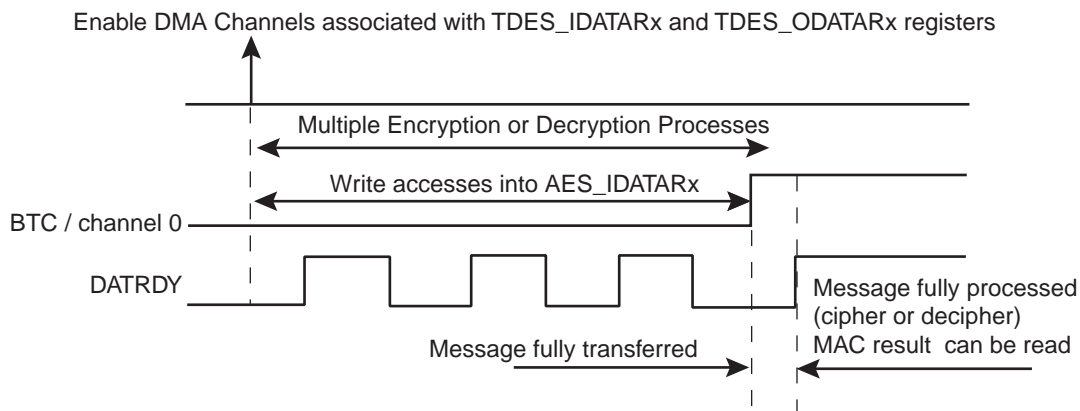 Enable DMA Channels associated with TDES_IDATARx and TDES_ODATARx registers
Multiple Encryption or Decryption Processes
Write accesses into AES_IDATARx
BTC / channel 0
DATRDY
Message fully processed
(cipher or decipher)
MAC result can be read
Message fully transferred